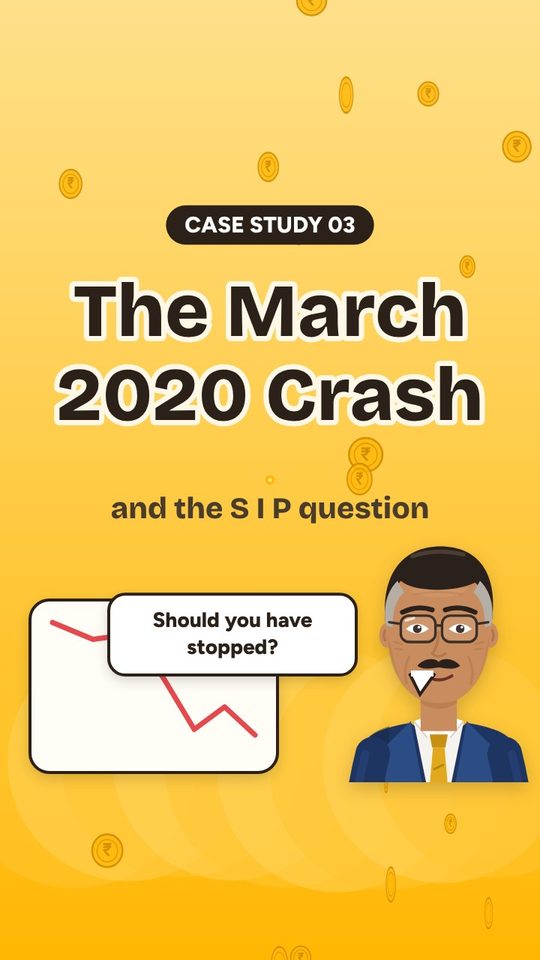 CASE STUDY 03
The March
2020 Crash
and the S I P question
Should you have
stopped?